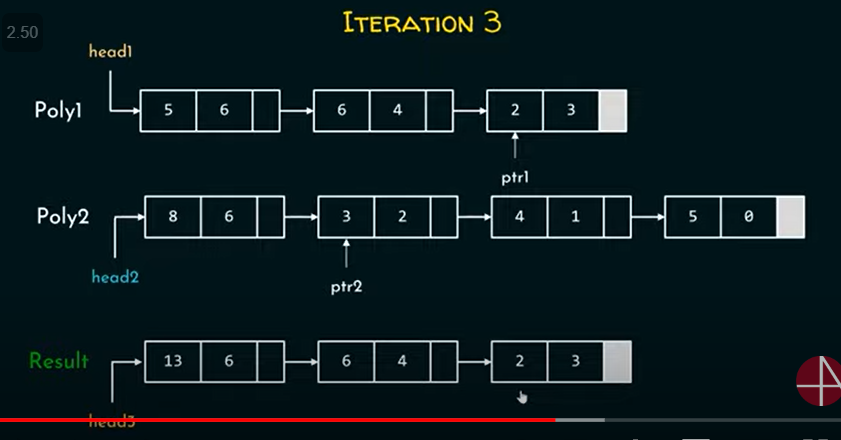 ITERATION 3
2.50
head1
Poly1 5 6 6 4 2 3
ptr1
Poly2 8 6 3 2 4 1 5 0
head2
ptr2
Result 13 6 6 4 2 3
head3